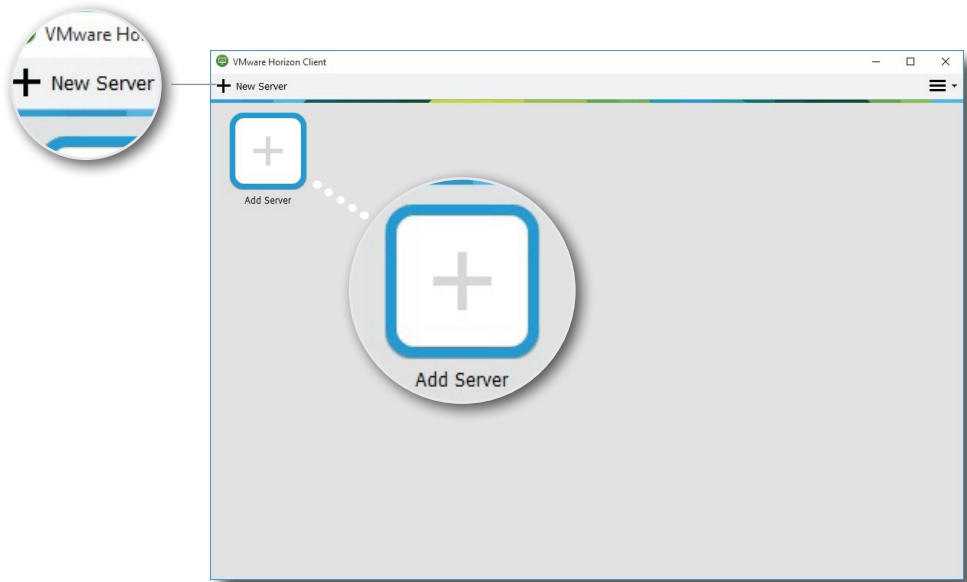 VMware Ho
New Server
VMware Horizon Client
New Server
Add Server
Add Server